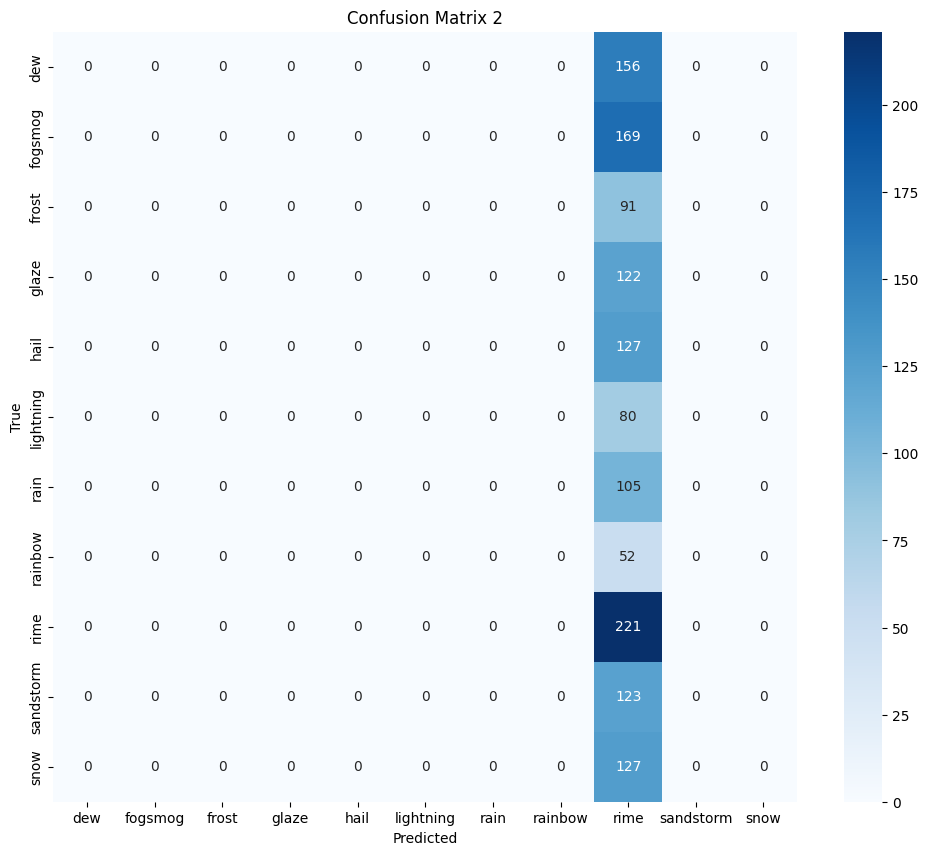 Confusion Matrix 2
dew 0 0 0 0 0 0 0 0 156 0 0
fogsmog 0 0 0 0 0 0 0 0 169 0 0
frost 0 0 0 0 0 0 0 0 91 0 0
glaze 0 0 0 0 0 0 0 0 122 0 0
hail 0 0 0 0 0 0 0 0 127 0 0
lightning 0 0 0 0 0 0 0 0 80 0 0
rain 0 0 0 0 0 0 0 0 105 0 0
rainbow 0 0 0 0 0 0 0 0 52 0 0
rime 0 0 0 0 0 0 0 0 221 0 0
sandstorm 0 0 0 0 0 0 0 0 123 0 0
snow 0 0 0 0 0 0 0 0 127 0 0
dew fogsmog frost glaze hail lightning rain rainbow rime sandstorm snow
Predicted
True
200
175
150
125
100
75
50
25
0